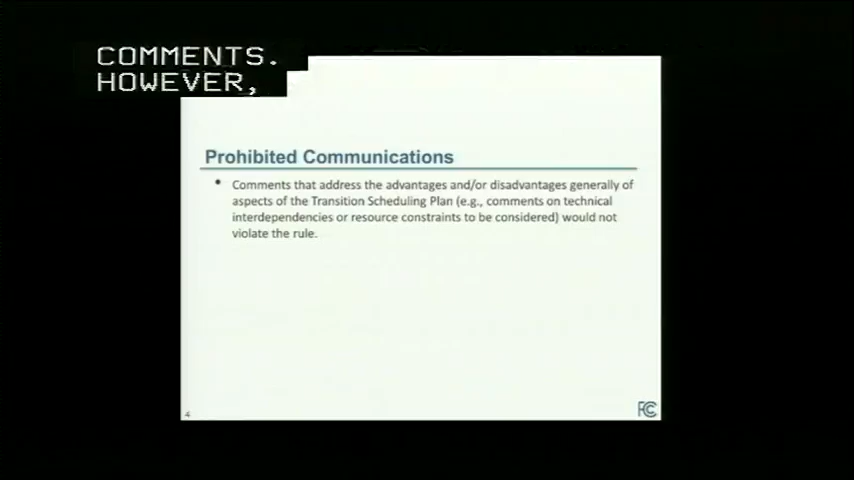 COMMENTS.
HOWEVER,
Prohibited Communications
• Comments that address the advantages and/or disadvantages generally of
aspects of the Transition Scheduling Plan (e.g., comments on technical
interdependencies or resource constraints to be considered) would not
violate the rule.
4
FCC